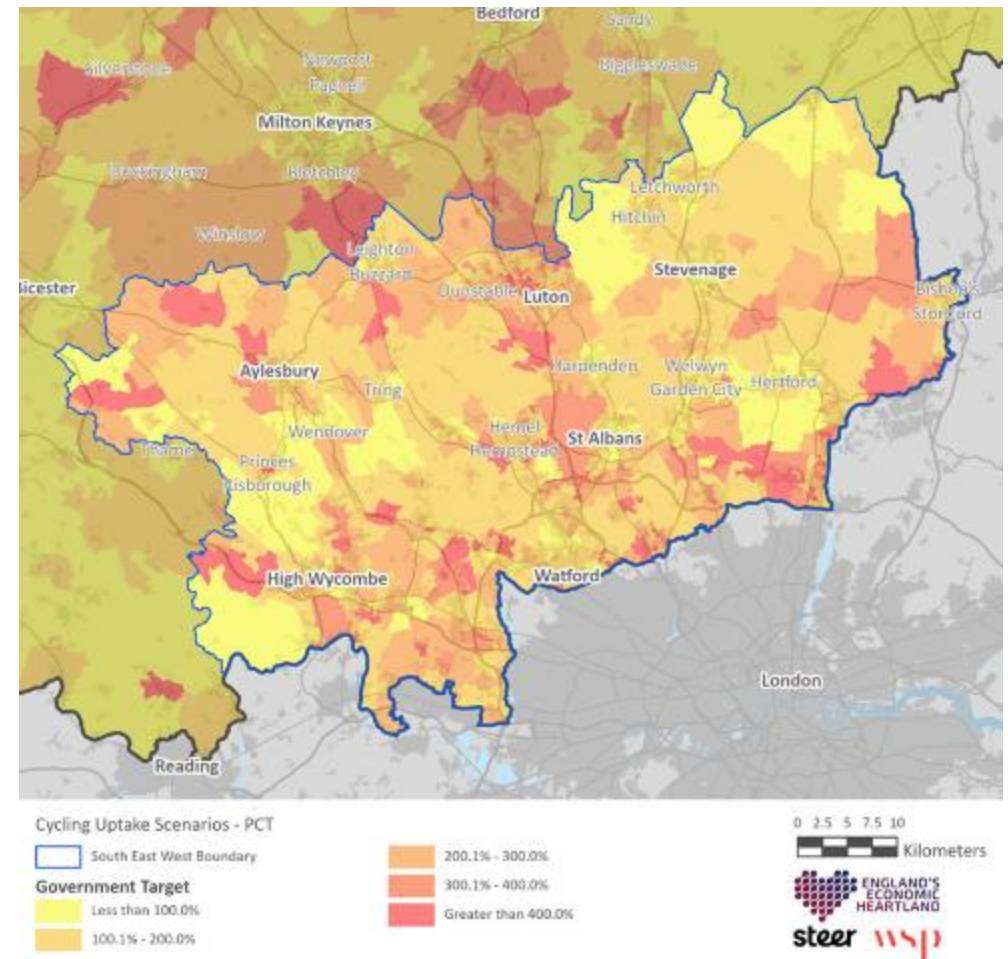 Bedford
Sandy
Silverstone
Newport
Pagnell
Biggleswade
Milton Keynes
Buckingham
Bletchley
Letchworth
Hitchin
Winslow
Leighton
Buzzard
Stevenage
Bicester
Dunstable
Luton
Bishop's
Stortford
Aylesbury
Harpenden
Welwyn
Garden City
Hertford
Tring
Wendover
Hemel
Hempstead
St Albans
Thame
Princes
Risborough
High Wycombe
Watford
London
Reading
Cycling Uptake Scenarios - PCT
South East West Boundary
Government Target
Less than 100.0%
100.1% - 200.0%
200.1% - 300.0%
300.1% - 400.0%
Greater than 400.0%
0 2.5 5 7.5 10
Kilometers
ENGLAND'S
ECONOMIC
HEARTLAND
steer wsp